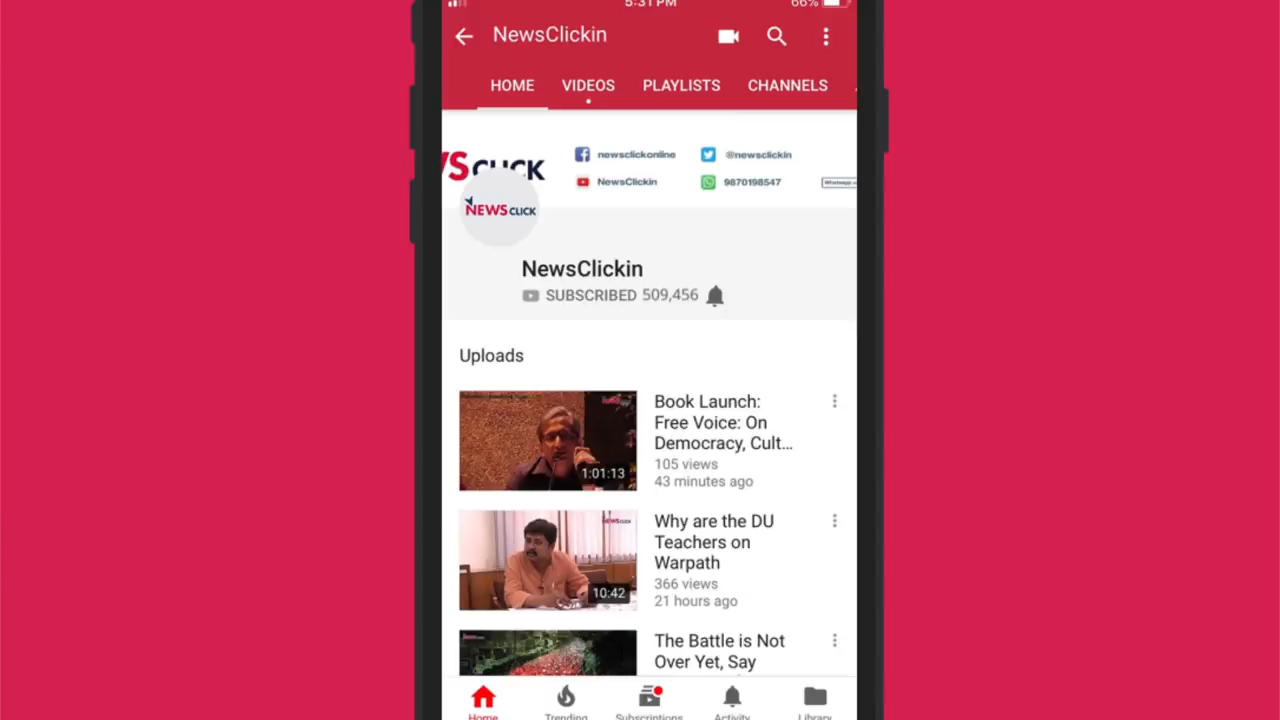 5:31 PM
66%
NewsClickin
HOME VIDEOS PLAYLISTS CHANNELS
WS CLICK
newsclickonline @newsclickin
NewsClickin 9870198547
Whatsapp
NEWS CLICK
NewsClickin
SUBSCRIBED 509,456
Uploads
Book Launch:
Free Voice: On
Democracy, Cult...
105 views
43 minutes ago
1:01:13
Why are the DU
Teachers on
Warpath
366 views
21 hours ago
NEWSCLICK
10:42
The Battle is Not
Over Yet, Say
Home Trending Subscriptions Activity Library